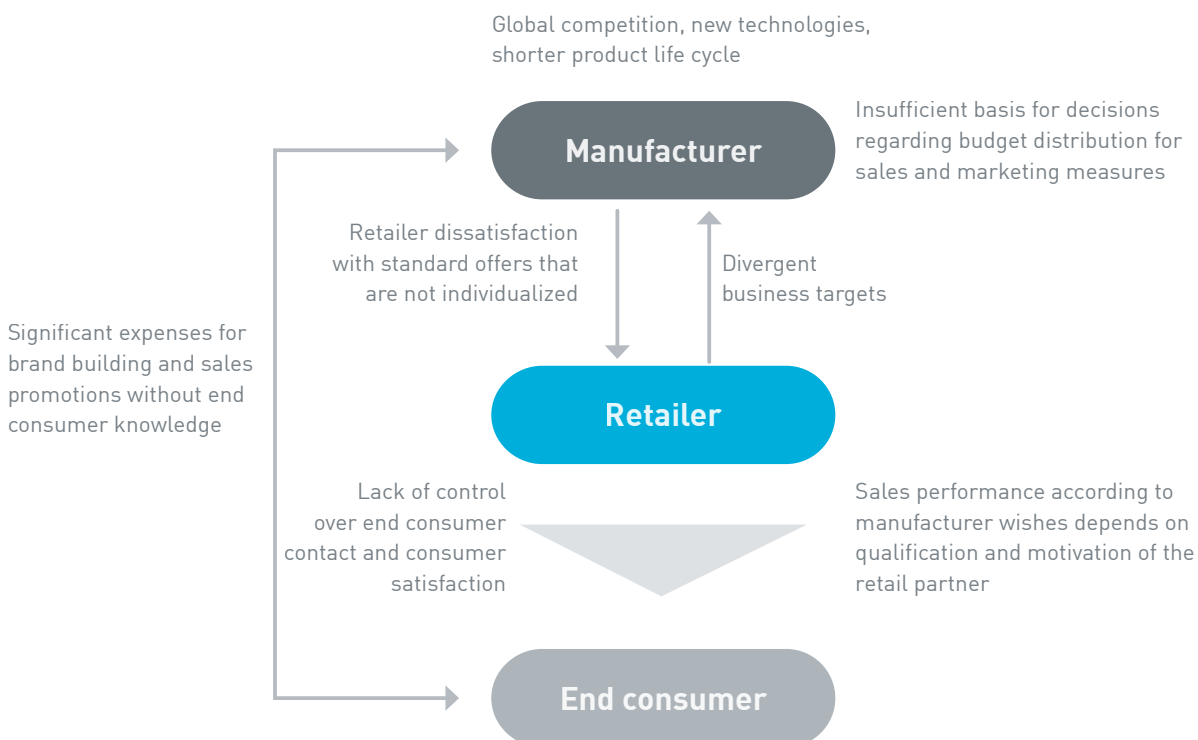 Global competition, new technologies,
shorter product life cycle
Manufacturer
Insufficient basis for decisions
regarding budget distribution for
sales and marketing measures
Retailer dissatisfaction
with standard offers that
are not individualized
Divergent
business targets
Significant expenses for
brand building and sales
promotions without end
consumer knowledge
Retailer
Lack of control
over end consumer
contact and consumer
satisfaction
Sales performance according to
manufacturer wishes depends on
qualification and motivation of the
retail partner
End consumer